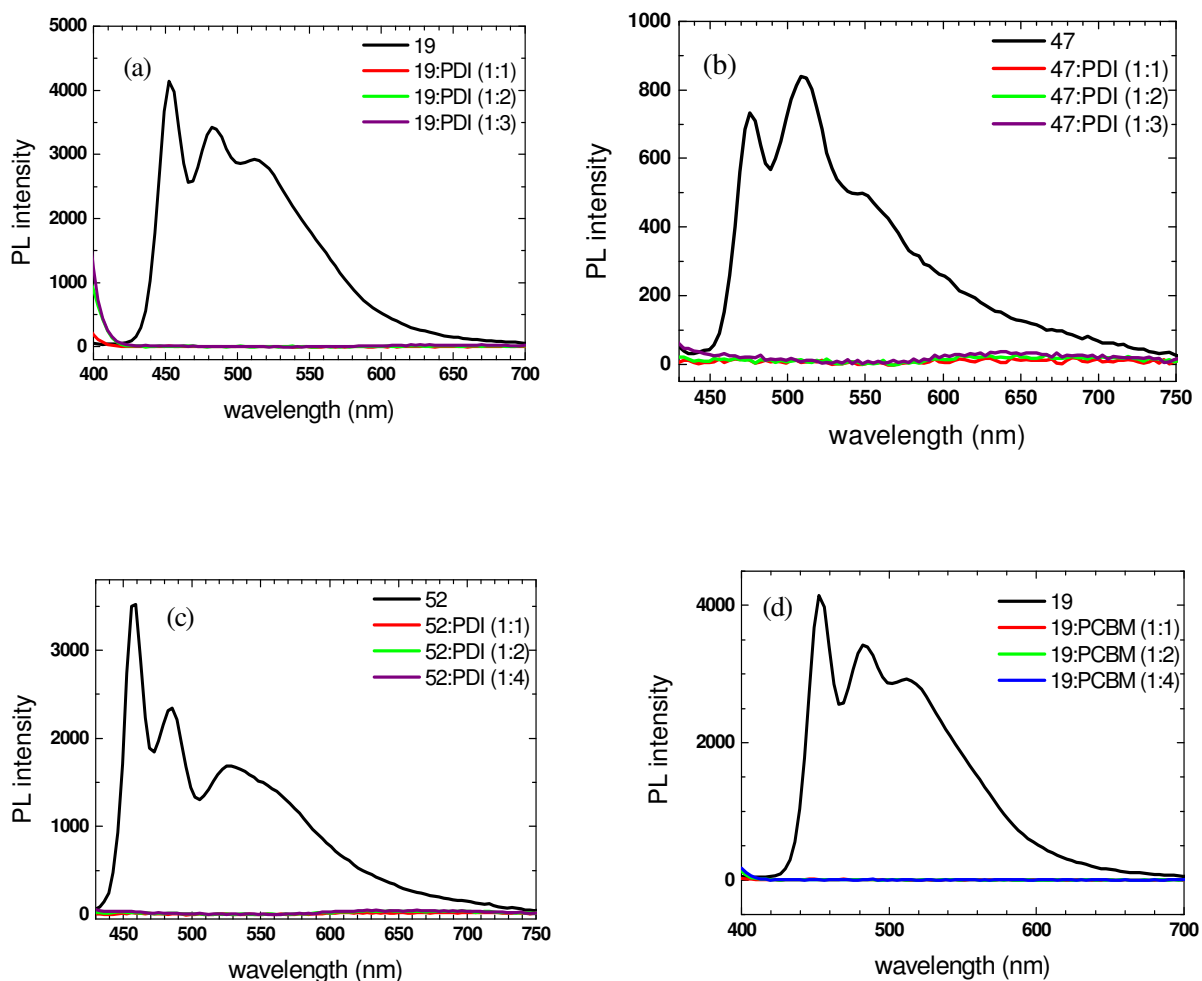 (a)
19
19:PDI (1:1)
19:PDI (1:2)
19:PDI (1:3)
PL intensity
5000
4000
3000
2000
1000
0
400 450 500 550 600 650 700
wavelength (nm)
(b)
47
47:PDI (1:1)
47:PDI (1:2)
47:PDI (1:3)
PL intensity
1000
800
600
400
200
0
450 500 550 600 650 700 750
wavelength (nm)
(c)
52
52:PDI (1:1)
52:PDI (1:2)
52:PDI (1:4)
PL intensity
3000
2000
1000
0
450 500 550 600 650 700 750
wavelength (nm)
(d)
19
19:PCBM (1:1)
19:PCBM (1:2)
19:PCBM (1:4)
PL intensity
4000
2000
0
400 500 600 700
wavelength (nm)